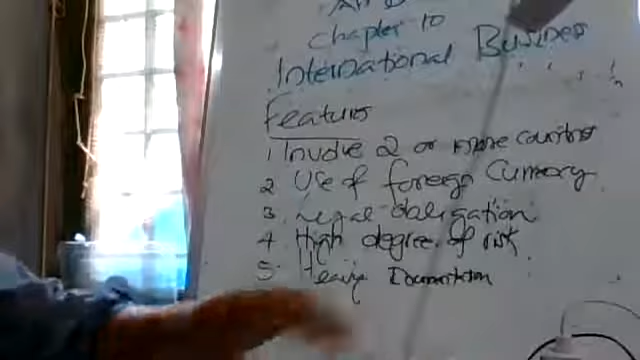 Chapter 10
International Business
Features
1 Involve 2 or more countries
2 Use of foreign Currency
3. Legal obligation
4 High degree of risk
5. Heavy